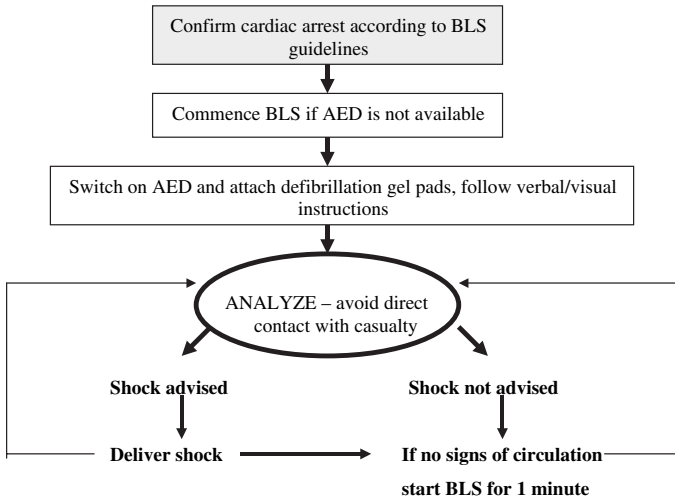 Confirm cardiac arrest according to BLS
guidelines
Commence BLS if AED is not available
Switch on AED and attach defibrillation gel pads, follow verbal/visual
instructions
ANALYZE – avoid direct
contact with casualty
Shock advised
Shock not advised
Deliver shock
If no signs of circulation
start BLS for 1 minute